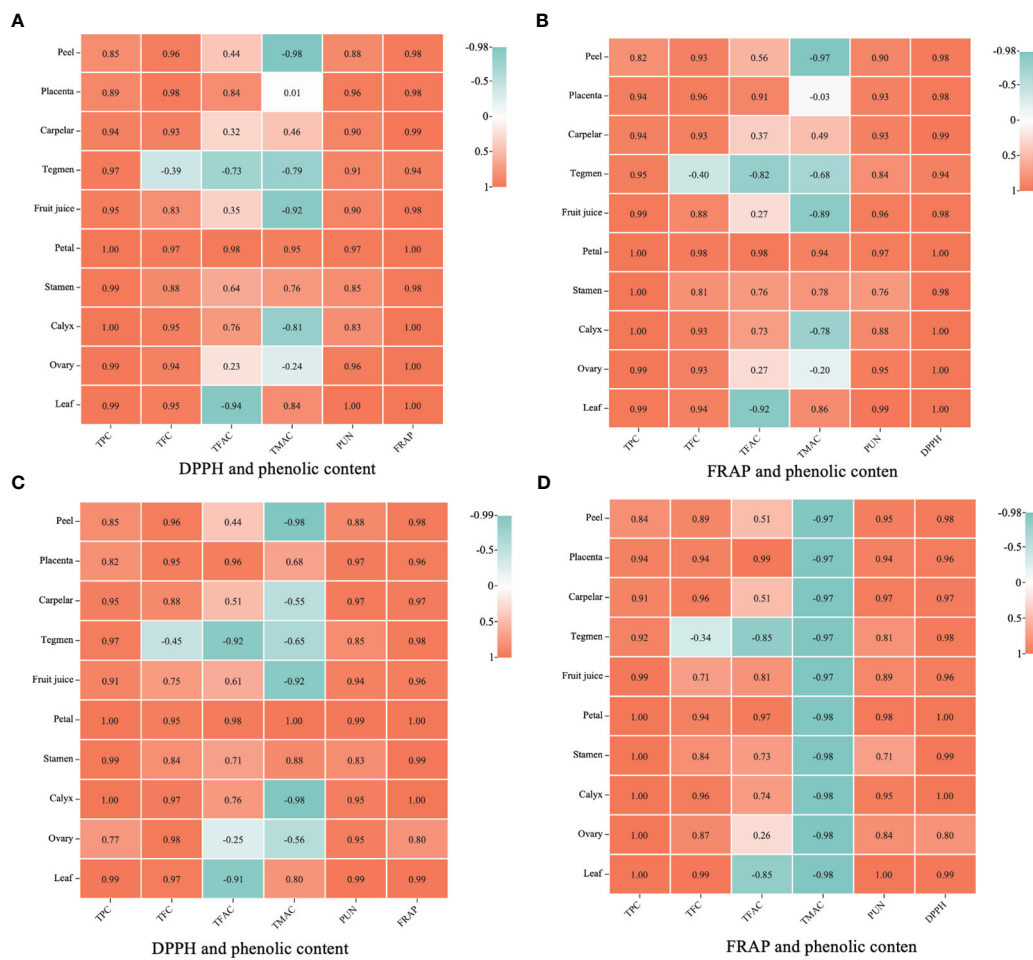 A
Peel 0.85 0.96 0.44 -0.98 0.88 0.98
Placenta 0.89 0.98 0.84 0.01 0.96 0.98
Carpelar 0.94 0.93 0.32 0.46 0.90 0.99
Tegmen 0.97 -0.39 -0.73 -0.79 0.91 0.94
Fruit juice 0.95 0.83 0.35 -0.92 0.90 0.98
Petal 1.00 0.97 0.98 0.95 0.97 1.00
Stamen 0.99 0.88 0.64 0.76 0.85 0.98
Calyx 1.00 0.95 0.76 -0.81 0.83 1.00
Ovary 0.99 0.94 0.23 -0.24 0.96 1.00
Leaf 0.99 0.95 -0.94 0.84 1.00 1.00
TPC TFC TFAC TMAC PUN FRAP
DPPH and phenolic content
-0.98
-0.5
0
0.5
1
B
Peel 0.82 0.93 0.56 -0.97 0.90 0.98
Placenta 0.94 0.96 0.91 -0.03 0.93 0.98
Carpelar 0.94 0.93 0.37 0.49 0.93 0.99
Tegmen 0.95 -0.40 -0.82 -0.68 0.84 0.94
Fruit juice 0.99 0.88 0.27 -0.89 0.96 0.98
Petal 1.00 0.98 0.98 0.94 0.97 1.00
Stamen 1.00 0.81 0.76 0.78 0.76 0.98
Calyx 1.00 0.93 0.73 -0.78 0.88 1.00
Ovary 0.99 0.93 0.27 -0.20 0.95 1.00
Leaf 0.99 0.94 -0.92 0.86 0.99 1.00
TPC TFC TFAC TMAC PUN DPPH
FRAP and phenolic conten
-0.98
-0.5
0
0.5
1
C
Peel 0.85 0.96 0.44 -0.98 0.88 0.98
Placenta 0.82 0.95 0.96 0.68 0.97 0.96
Carpelar 0.95 0.88 0.51 -0.55 0.97 0.97
Tegmen 0.97 -0.45 -0.92 -0.65 0.85 0.98
Fruit juice 0.91 0.75 0.61 -0.92 0.94 0.96
Petal 1.00 0.95 0.98 1.00 0.99 1.00
Stamen 0.99 0.84 0.71 0.88 0.83 0.99
Calyx 1.00 0.97 0.76 -0.98 0.95 1.00
Ovary 0.77 0.98 -0.25 -0.56 0.95 0.80
Leaf 0.99 0.97 -0.91 0.80 0.99 0.99
TPC TFC TFAC TMAC PUN FRAP
DPPH and phenolic content
-0.99
-0.5
0
0.5
1
D
Peel 0.84 0.89 0.51 -0.97 0.95 0.98
Placenta 0.94 0.94 0.99 -0.97 0.94 0.96
Carpelar 0.91 0.96 0.51 -0.97 0.97 0.97
Tegmen 0.92 -0.34 -0.85 -0.97 0.81 0.98
Fruit juice 0.99 0.71 0.81 -0.97 0.89 0.96
Petal 1.00 0.94 0.97 -0.98 0.98 1.00
Stamen 1.00 0.84 0.73 -0.98 0.71 0.99
Calyx 1.00 0.96 0.74 -0.98 0.95 1.00
Ovary 1.00 0.87 0.26 -0.98 0.84 0.80
Leaf 1.00 0.99 -0.85 -0.98 1.00 0.99
TPC TFC TFAC TMAC PUN DPPH
FRAP and phenolic conten
-0.98
-0.5
0
0.5
1